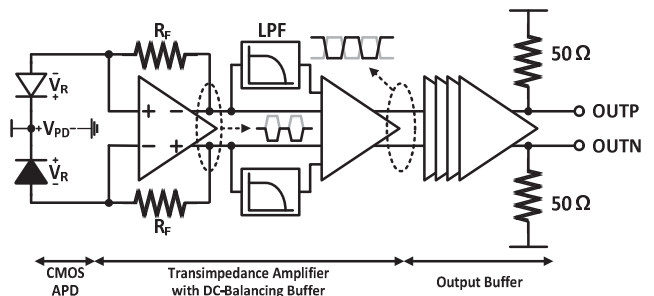 R_F
LPF
50 Ω
- V_R +
+ V_PD -
+ V_R -
+ -
- +
OUTP
OUTN
R_F
50 Ω
CMOS
APD
Transimpedance Amplifier
with DC-Balancing Buffer
Output Buffer